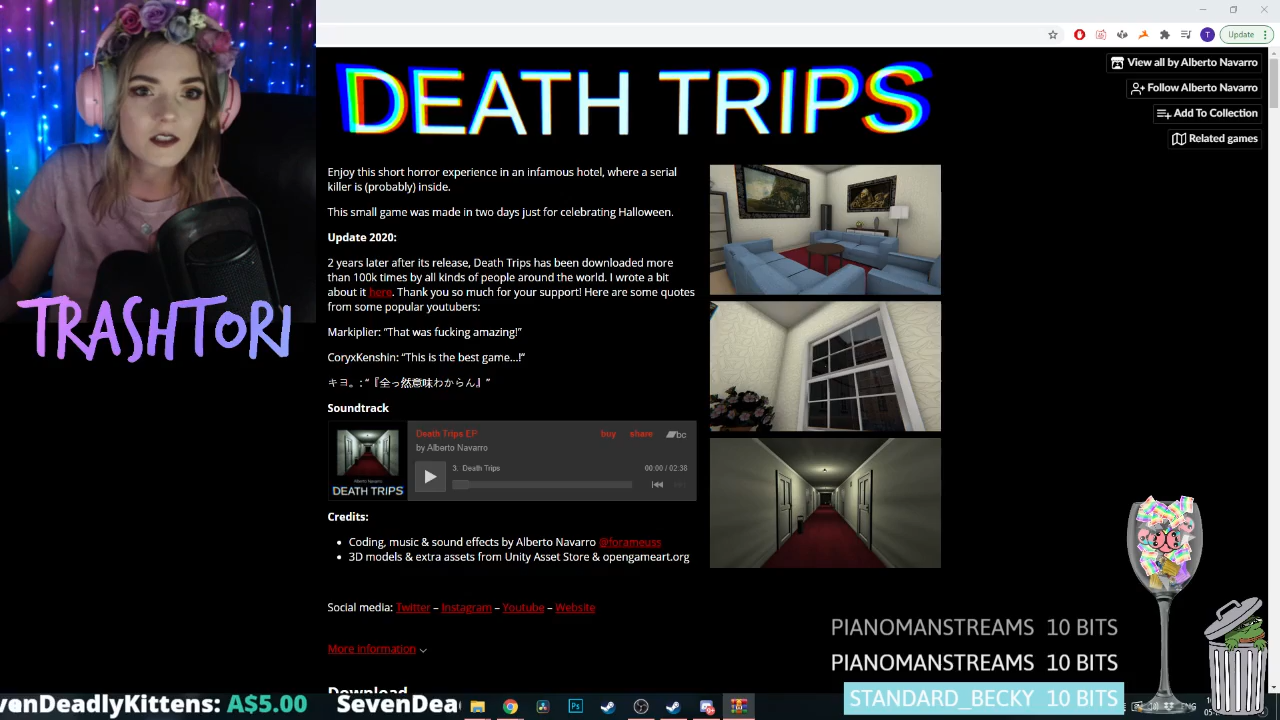 Update
DEATH TRIPS
View all by Alberto Navarro
Follow Alberto Navarro
Add To Collection
Related games
Enjoy this short horror experience in an infamous hotel, where a serial
killer is (probably) inside.
This small game was made in two days just for celebrating Halloween.
Update 2020:
2 years later after its release, Death Trips has been downloaded more
than 100k times by all kinds of people around the world. I wrote a bit
about it here. Thank you so much for your support! Here are some quotes
from some popular youtubers:
Markiplier: “That was fucking amazing!”
CoryxKenshin: “This is the best game…!“
キヨ。: “『全っ然意味わからん』”
Soundtrack
Death Trips EP
buy share bc
by Alberto Navarro
3. Death Trips 00:00 / 02:38
Alberto Navarro
DEATH TRIPS
Credits:
Coding, music & sound effects by Alberto Navarro @forameuss
3D models & extra assets from Unity Asset Store & opengameart.org
Social media: Twitter – Instagram – Youtube – Website
More information
Download
TRASHTORI
PIANOMANSTREAMS 10 BITS
PIANOMANSTREAMS 10 BITS
STANDARD_BECKY 10 BITS
venDeadlyKittens: A$5.00 SevenDea